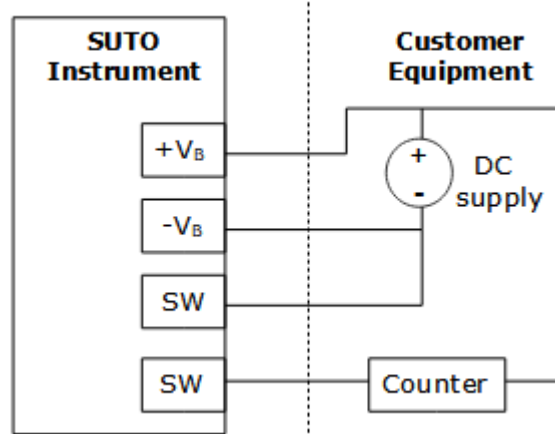 SUTO
Instrument
Customer
Equipment
+VB
+
-
DC
supply
-VB
SW
SW
Counter